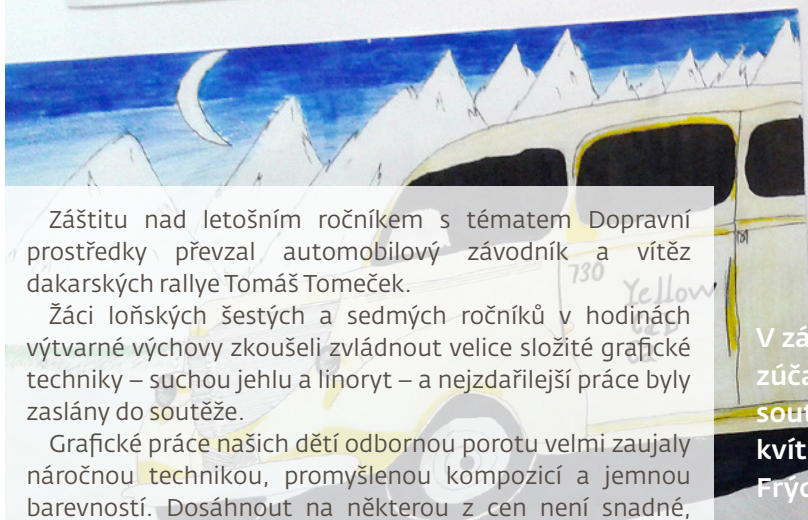 Záštitu nad letošním ročníkem s tématem Dopravní
prostředky převzal automobilový závodník a vítěz
dakarských rallye Tomáš Tomeček.
Žáci loňských šestých a sedmých ročníků v hodinách
výtvarné výchovy zkoušeli zvládnout velice složité grafické
techniky – suchou jehlu a linoryt – a nejzdařilejší práce byly
zaslány do soutěže.
Grafické práce našich dětí odbornou porotu velmi zaujaly
náročnou technikou, promyšlenou kompozicí a jemnou
barevností. Dosáhnout na některou z cen není snadné,
730
Yellow
cab
V zá
zúča
sout
kvít
Frýd